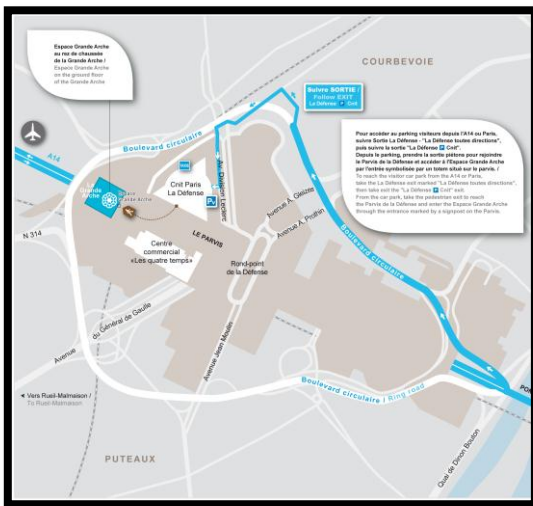 Espace Grande Arche
au rez de chaussée
de la Grande Arche /
Espace Grande Arche
on the ground floor
of the Grande Arche
COURBEVOIE
Suivre SORTIE /
Follow EXIT
La Défense P Cnit
Pour accéder au parking visiteurs depuis l'A14 ou Paris,
suivre Sortie La Défense - "La Défense toutes directions",
puis suivre la sortie "La Défense P Cnit".
Depuis le parking, prendre la sortie piétons pour rejoindre
le Parvis de la Défense et accéder à l'Espace Grande Arche
par l'entrée symbolisée par un totem situé sur le parvis. /
To reach the visitor car park from the A14 or Paris,
take the La Défense exit marked "La Défense toutes directions",
then take exit the "La Défense P Cnit" exit.
From the car park, take the pedestrian exit to reach
the Parvis de la Défense and enter the Espace Grande Arche
through the entrance marked by a signpost on the Parvis.
Boulevard circulaire
A14
Grande
Arche
Espace
Grande Arche
Cnit Paris
La Défense
P
Av. Division Leclerc
Avenue A. Gleizes
Avenue A. Prothin
N 314
LE PARVIS
Centre
commercial
«Les quatre temps»
Rond-point
de la Défense
Boulevard circulaire
Avenue du Général de Gaulle
Avenue Jean Moulin
Vers Rueil-Malmaison /
To Rueil-Malmaison
Boulevard circulaire / Ring road
PON
PUTEAUX
Quai de Dion Bouton